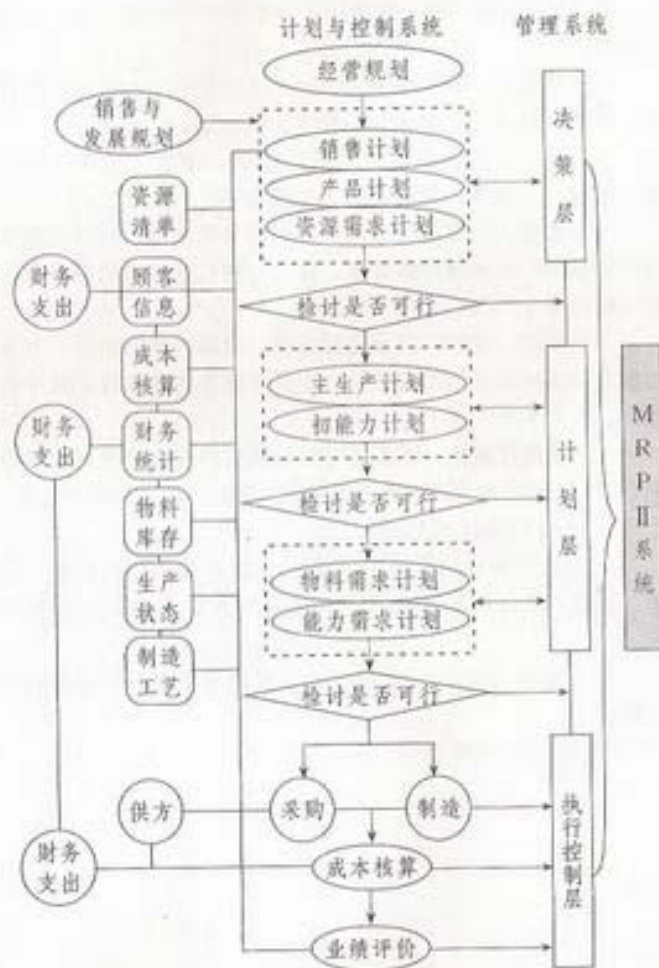 计划与控制系统
管理系统
经营规划
销售与
发展规划
销售计划
产品计划
资源需求计划
决
策
层
资源
清单
财务
支出
顾客
信息
检讨是否可行
成本
核算
主生产计划
初能力计划
财务
支出
财务
统计
计
划
层
M
R
P
Ⅱ
系
统
检讨是否可行
物料
库存
生产
状态
物料需求计划
能力需求计划
制造
工艺
检讨是否可行
供方
采购
制造
执
行
控
制
层
财务
支出
成本核算
业绩评价